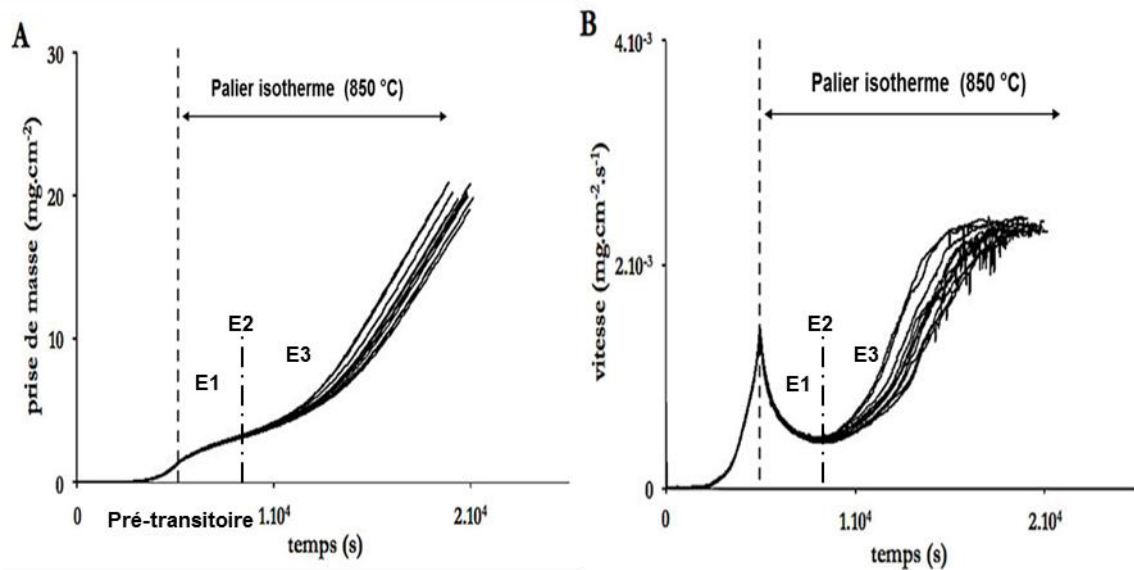 A
30
Palier isotherme (850 °C)
prise de masse (mg.cm-2)
20
E2
10
E1
E3
0
0
Pré-transitoire
1.10⁴
2.10⁴
temps (s)
B
4.10-3
Palier isotherme (850 °C)
vitesse (mg.cm-2.s-1)
2.10-3
E2
E1
E3
0
0
1.10⁴
2.10⁴
temps (s)